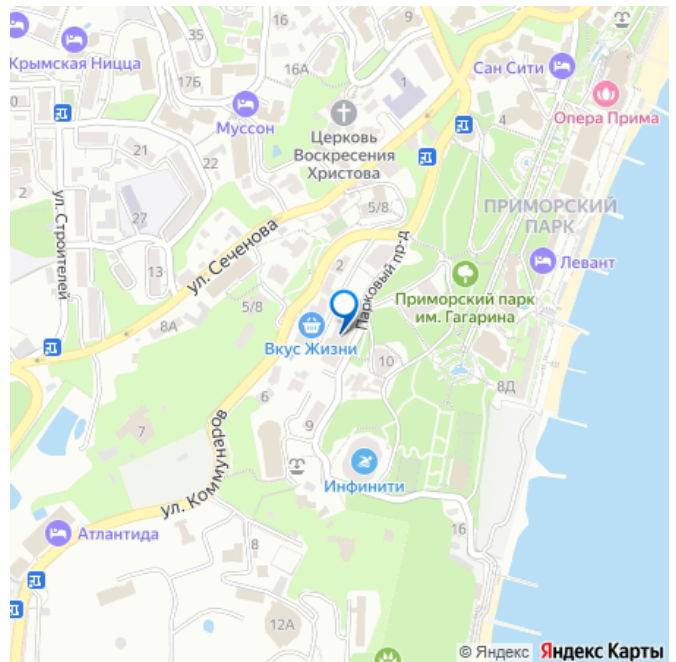 16
9
35
Крымская Ницца
16А
17Б
1
Сан Сити
Опера Прима
0
Муссон
4
Церковь
Воскресения
Христова
21
22
2
5/8
ПРИМОРСКИЙ
ПАРК
ул. Строителей
27
ул. Сеченова
Парковый пр-д
13
2
Левант
5/8
Приморский парк
им. Гагарина
8А
Вкус Жизни
10
8Д
6
9
7
ул. Коммунаров
Инфинити
16
Атлантида
8
12А
© Яндекс Яндекс Карты